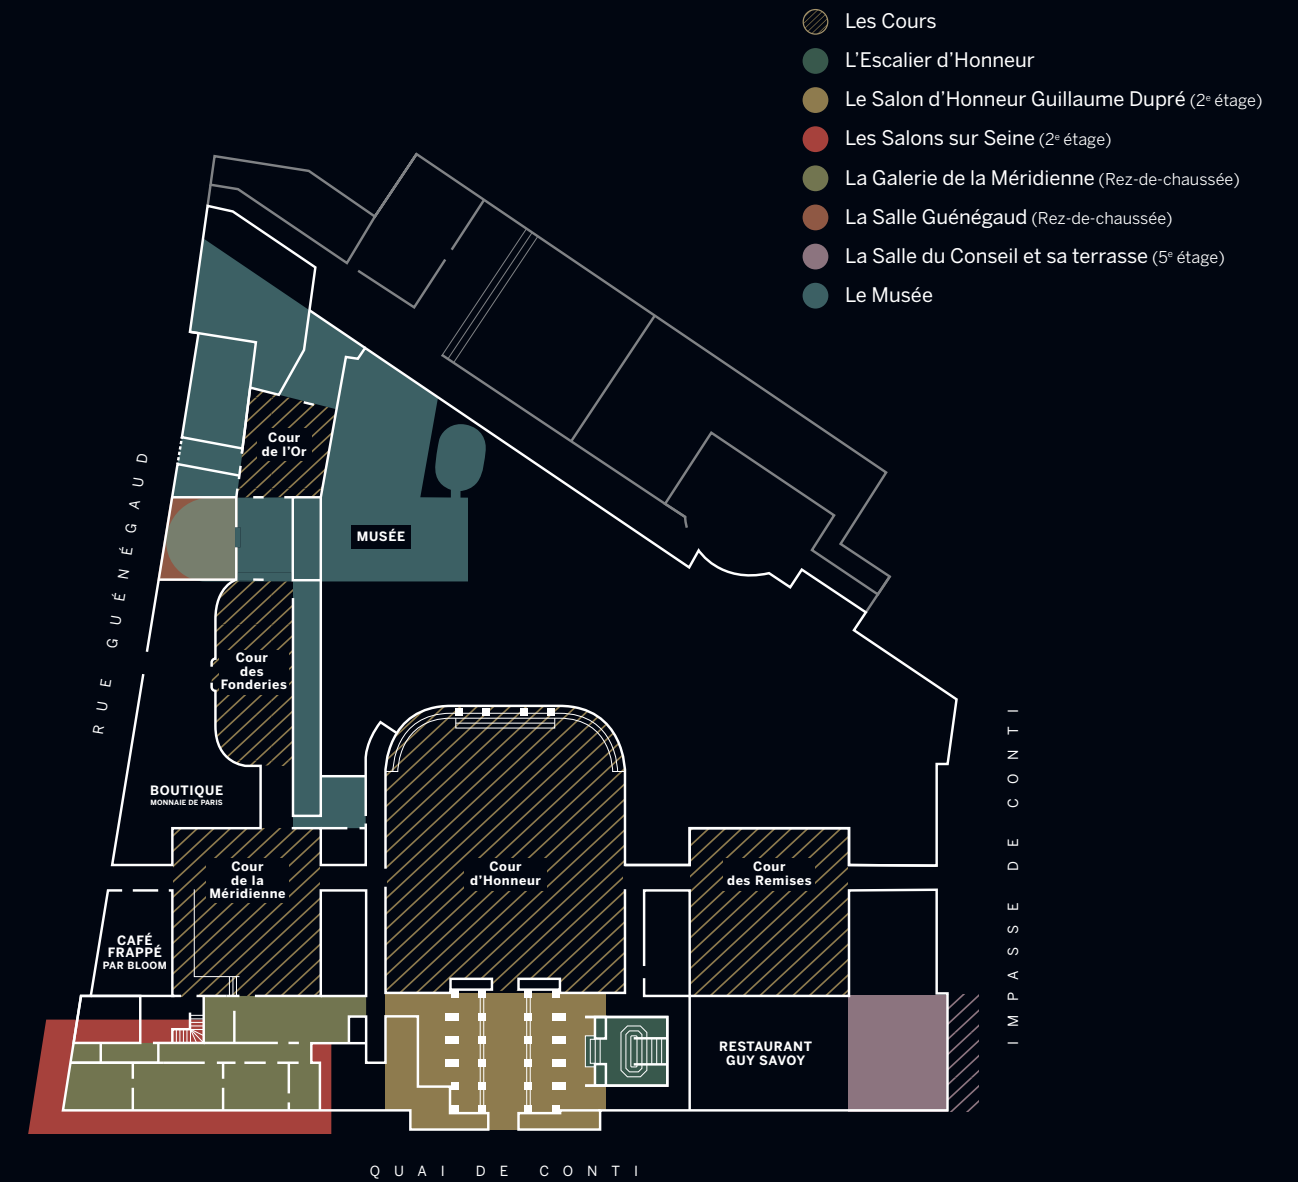 Les Cours
L’Escalier d’Honneur
Le Salon d’Honneur Guillaume Dupré (2e étage)
Les Salons sur Seine (2e étage)
La Galerie de la Méridienne (Rez-de-chaussée)
La Salle Guénégaud (Rez-de-chaussée)
La Salle du Conseil et sa terrasse (5e étage)
Le Musée
Cour
de l’Or
MUSÉE
RUE GUÉNÉGAUD
Cour
des
Fonderies
BOUTIQUE
MONNAIE DE PARIS
Cour
de la
Méridienne
Cour
d’Honneur
Cour
des Remises
CAFÉ
FRAPPÉ
PAR BLOOM
RESTAURANT
GUY SAVOY
IMPASSE DE CONTI
QUAI DE CONTI